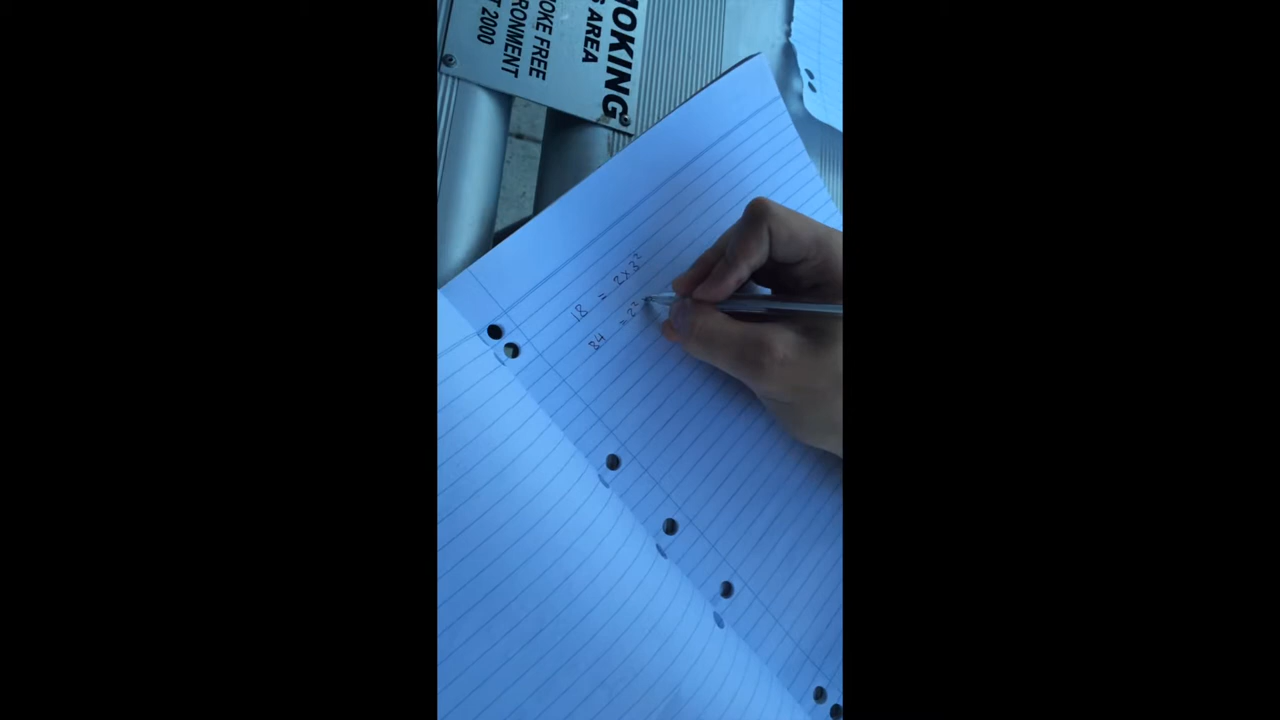 MOKING
S AREA
OKE FREE
RONMENT
T 2000
18 = 2 x 3²
84 = 2²